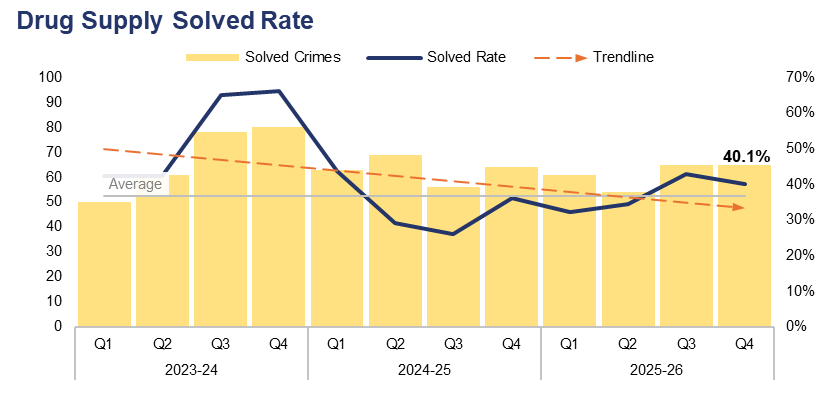 Drug Supply Solved Rate
Solved Crimes Solved Rate Trendline
100 70%
90 60%
80 50%
70 40%
60 30%
50 20%
40 10%
30 0%
20
10
0
40.1%
Average
Q1 Q2 Q3 Q4 Q1 Q2 Q3 Q4 Q1 Q2 Q3 Q4
2023-24 2024-25 2025-26